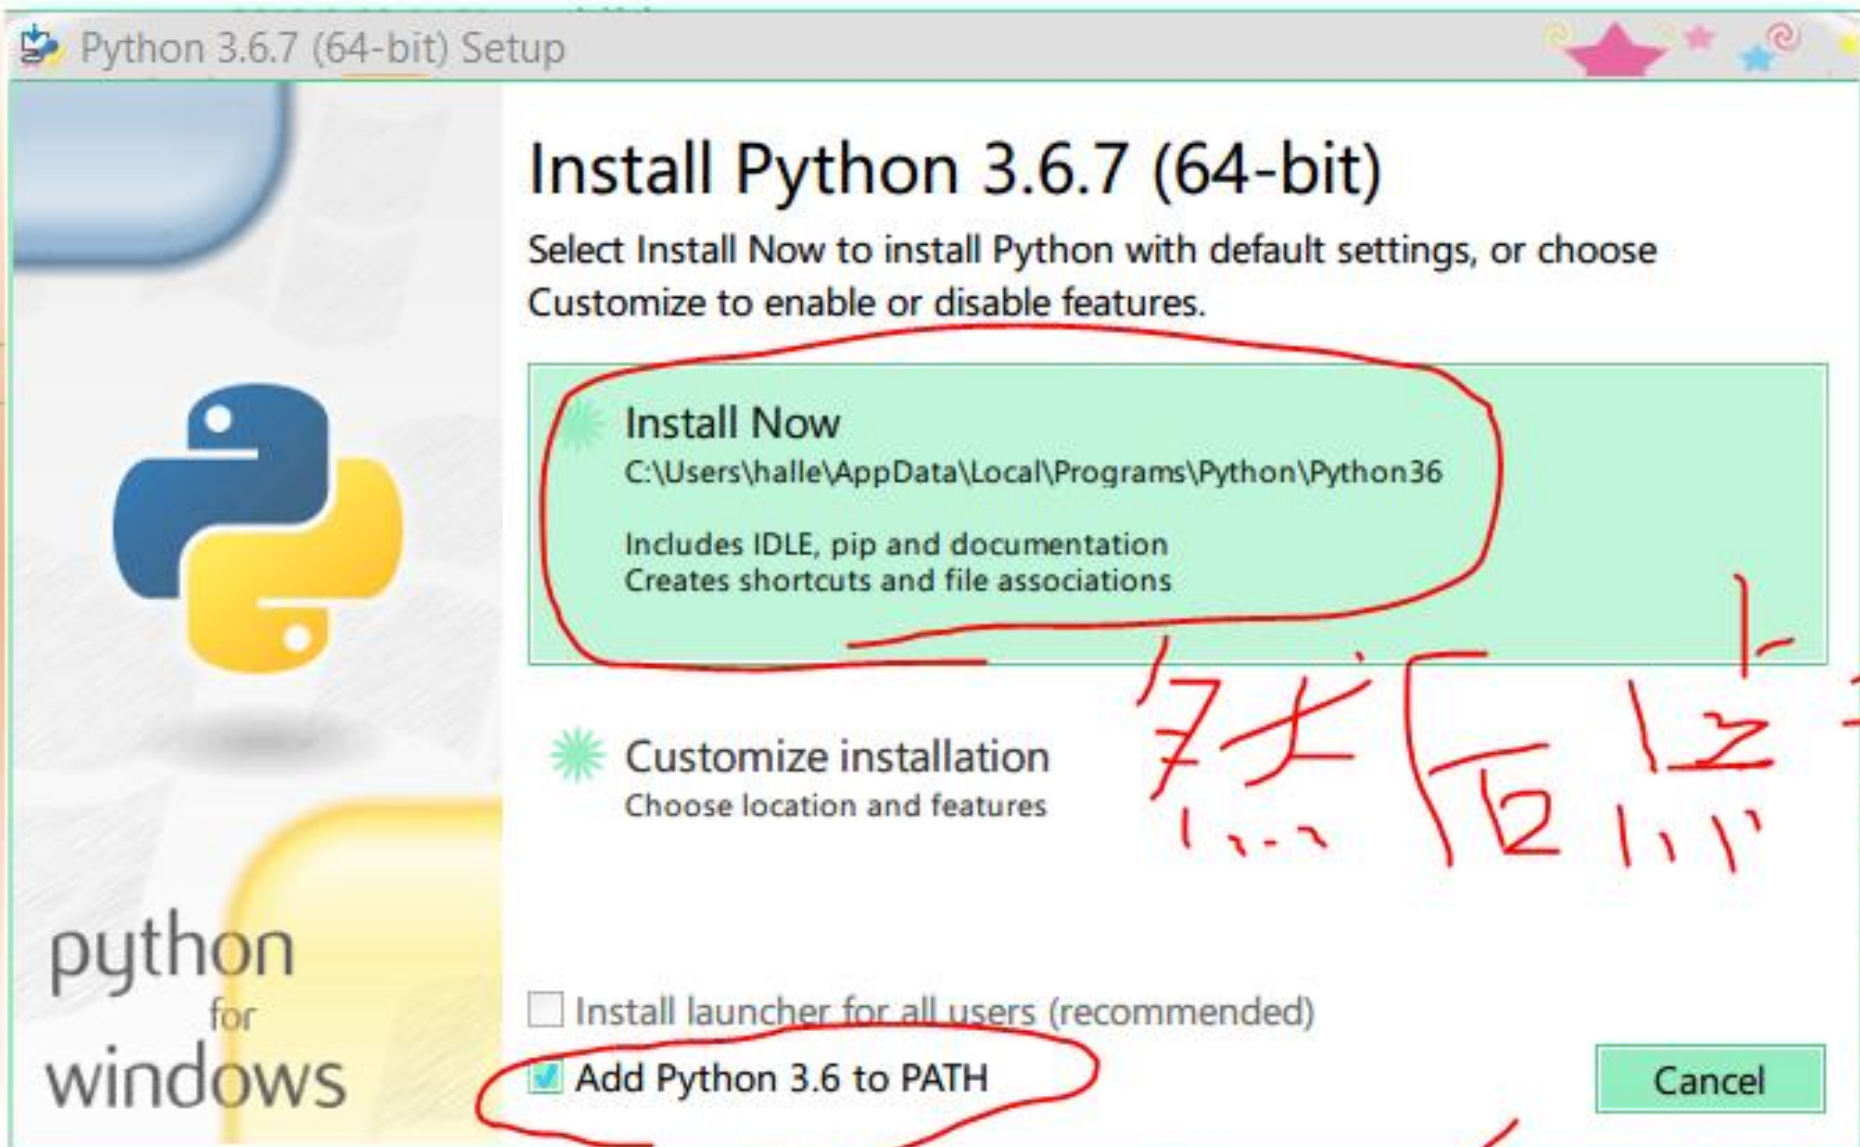 Python 3.6.7 (64-bit) Setup
Install Python 3.6.7 (64-bit)
Select Install Now to install Python with default settings, or choose
Customize to enable or disable features.
Install Now
C:\Users\halle\AppData\Local\Programs\Python\Python36
Includes IDLE, pip and documentation
Creates shortcuts and file associations
Customize installation
Choose location and features
python
for
windows
Install launcher for all users (recommended)
Add Python 3.6 to PATH
Cancel